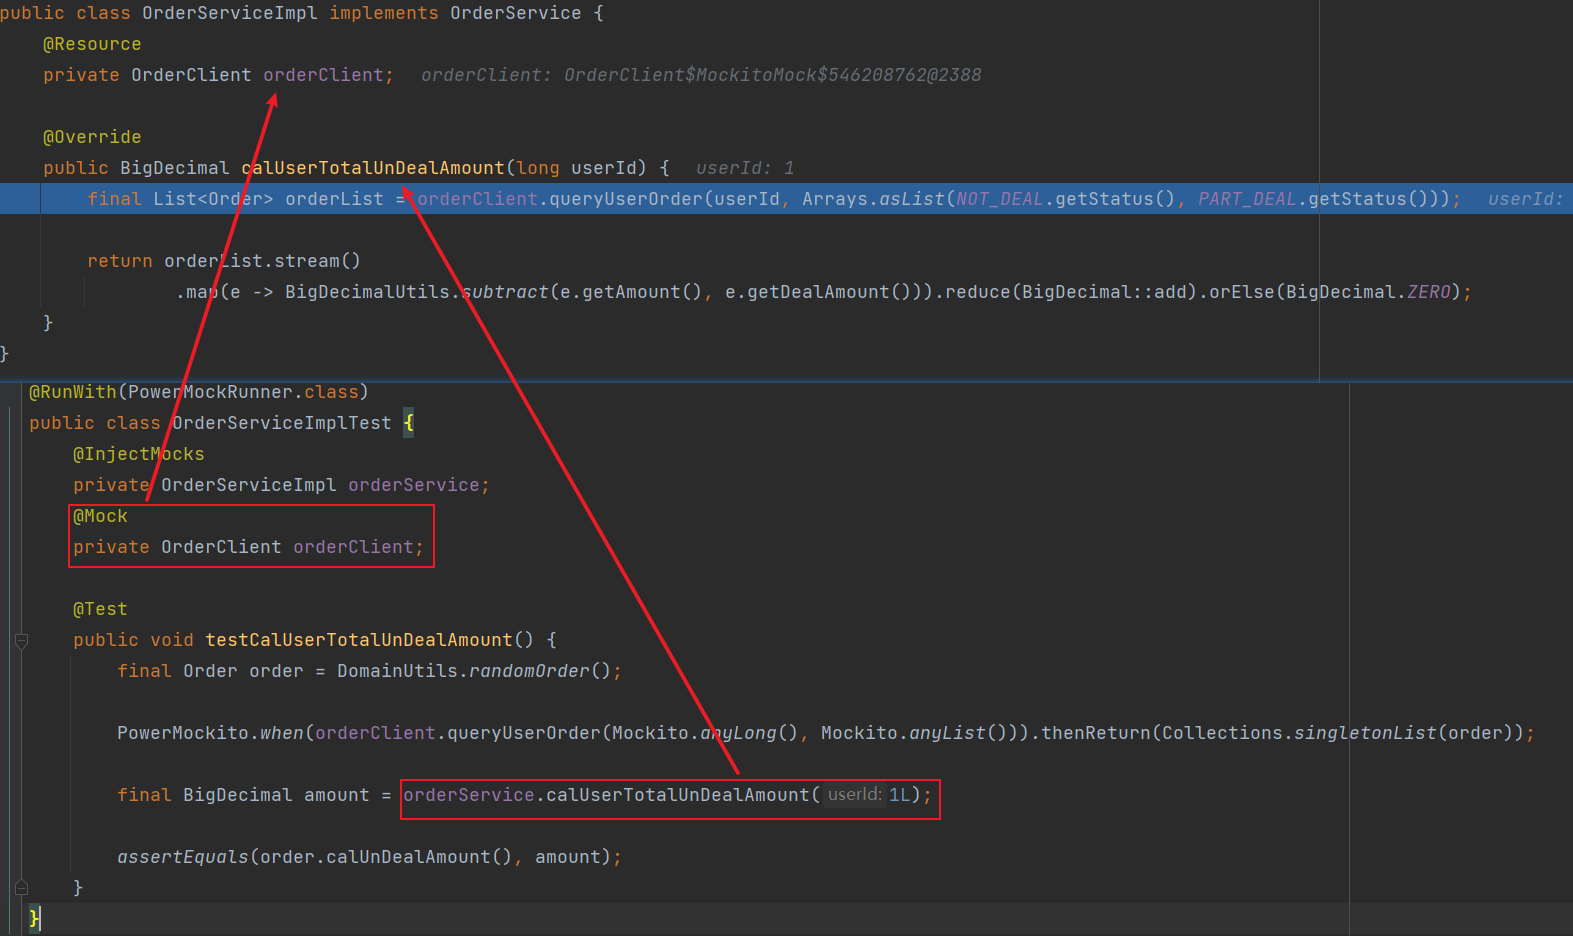 public class OrderServiceImpl implements OrderService {
    @Resource
    private OrderClient orderClient;  orderClient: OrderClient$MockitoMock$546208762@2388
    @Override
    public BigDecimal calUserTotalUnDealAmount(long userId) {  userId: 1
        final List<Order> orderList = orderClient.queryUserOrder(userId, Arrays.asList(NOT_DEAL.getStatus(), PART_DEAL.getStatus()));  userId:
        return orderList.stream()
                .map(e -> BigDecimalUtils.subtract(e.getAmount(), e.getDealAmount())).reduce(BigDecimal::add).orElse(BigDecimal.ZERO);
    }
}
@RunWith(PowerMockRunner.class)
public class OrderServiceImplTest {
    @InjectMocks
    private OrderServiceImpl orderService;
    @Mock
    private OrderClient orderClient;
    @Test
    public void testCalUserTotalUnDealAmount() {
        final Order order = DomainUtils.randomOrder();
        PowerMockito.when(orderClient.queryUserOrder(Mockito.anyLong(), Mockito.anyList())).thenReturn(Collections.singletonList(order));
        final BigDecimal amount = orderService.calUserTotalUnDealAmount( userId: 1L);
        assertEquals(order.calUnDealAmount(), amount);
    }
}